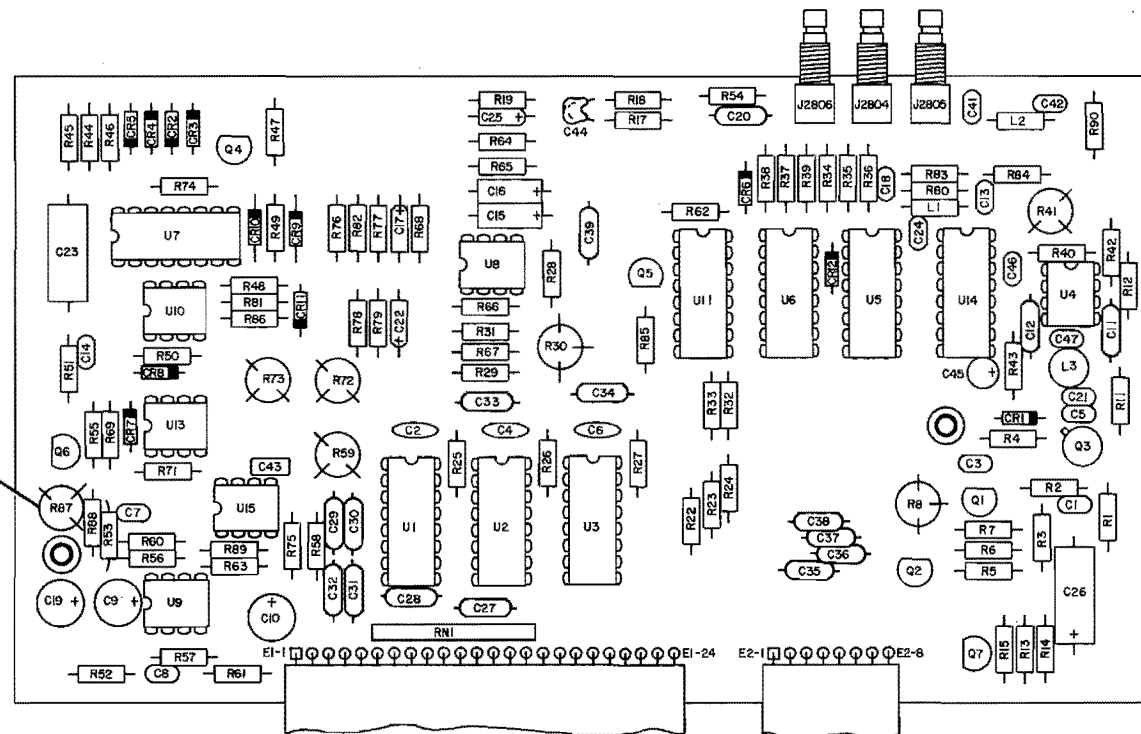 J2806 J2804 J2805
R19 R18 R54 C41 C42
C25 + R17 C20 L2 R90
C44
R45 R44 R46 CR5 CR4 CR2 CR3 Q4 R47 R64
R65
R74 C16 CR6 R38 R37 R39 R34 R35 R36 C18 R83 R84
C15 R80 C13
L1
C23 U7 CR10 R49 CR9 R76 R82 R77 C17 + R68 C39 R62 C24 R41
U8 R28 Q5 CR12 C46 R40 R42 R12
R48
U10 R81 CR11 R66 U11 U6 U5 U14 U4
R86 R78 R79 C22 + R31 R30 R85 C12 C11
C14 R51 R50 R67 R43 C47
CR8 R73 R72 R29 C45 + L3
C33 C34 R33 R32 C21 R11
R55 R69 CR7 U13 C2 C4 C6 CR1 C5
Q6 R59 R25 R26 R27 R4 Q3
R71 C43 C3
R87 R88 R53 C7 U15 C29 C30 U1 U2 U3 R22 R23 R24 R8 Q1 R2 C1 R1
R60 R89 R75 R58 C38 R7 R3
R56 R63 C37 R6
C36
C32 C31 C35 Q2 R5
C19 + C9 + U9 C10 + C28 C27 C26 +
RN1
R57 E1-1 E1-24 E2-1 E2-8 Q7 R15 R13 R14
R52 C8 R61